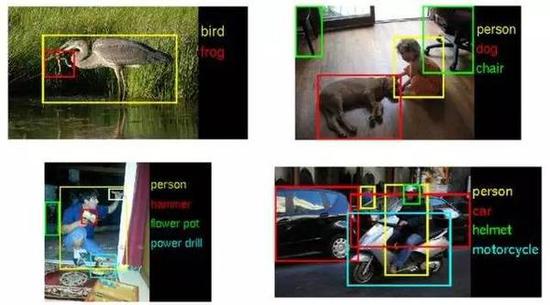 bird
frog
person
dog
chair
person
hammer
flower pot
power drill
person
car
helmet
motorcycle